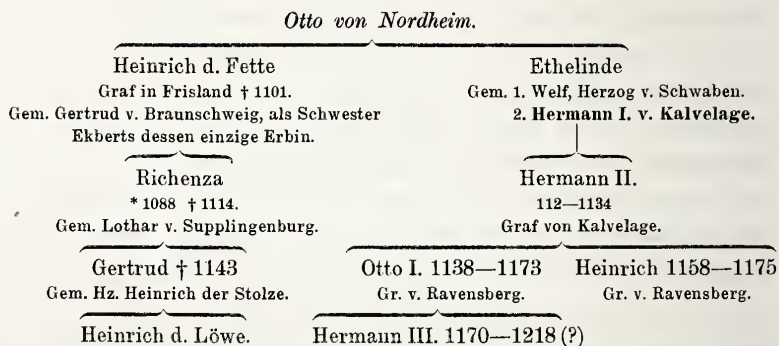 Otto von Nordheim.
Heinrich d. Fette
Graf in Frisland † 1101.
Gem. Gertrud v. Braunschweig, als Schwester
Ekberts dessen einzige Erbin.
Richenza
* 1088 † 1114.
Gem. Lothar v. Supplingenburg.
Gertrud † 1143
Gem. Hz. Heinrich der Stolze.
Heinrich d. Löwe.
Ethelinde
Gem. 1. Welf, Herzog v. Schwaben.
2. Hermann I. v. Kalvelage.
Hermann II.
112—1134
Graf von Kalvelage.
Otto I. 1138—1173
Gr. v. Ravensberg.
Heinrich 1158—1175
Gr. v. Ravensberg.
Hermann III. 1170—1218 (?)